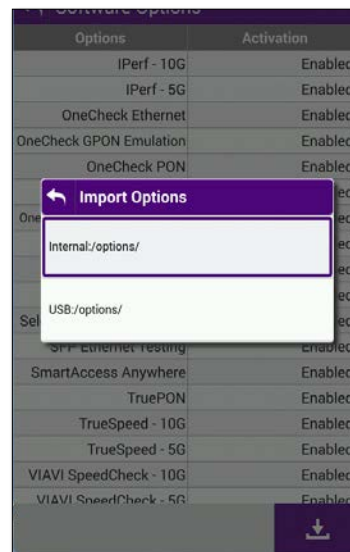 Software Options
Options Activation
IPerf - 10G Enabled
IPerf - 5G Enabled
OneCheck Ethernet Enabled
OneCheck GPON Emulation Enabled
OneCheck PON Enabled
Import Options
Internal:/options/
USB:/options/
SFP Ethernet Testing Enabled
SmartAccess Anywhere Enabled
TruePON Enabled
TrueSpeed - 10G Enabled
TrueSpeed - 5G Enabled
VIAVI SpeedCheck - 10G Enabled
VIAVI SpeedCheck - 5G Enabled